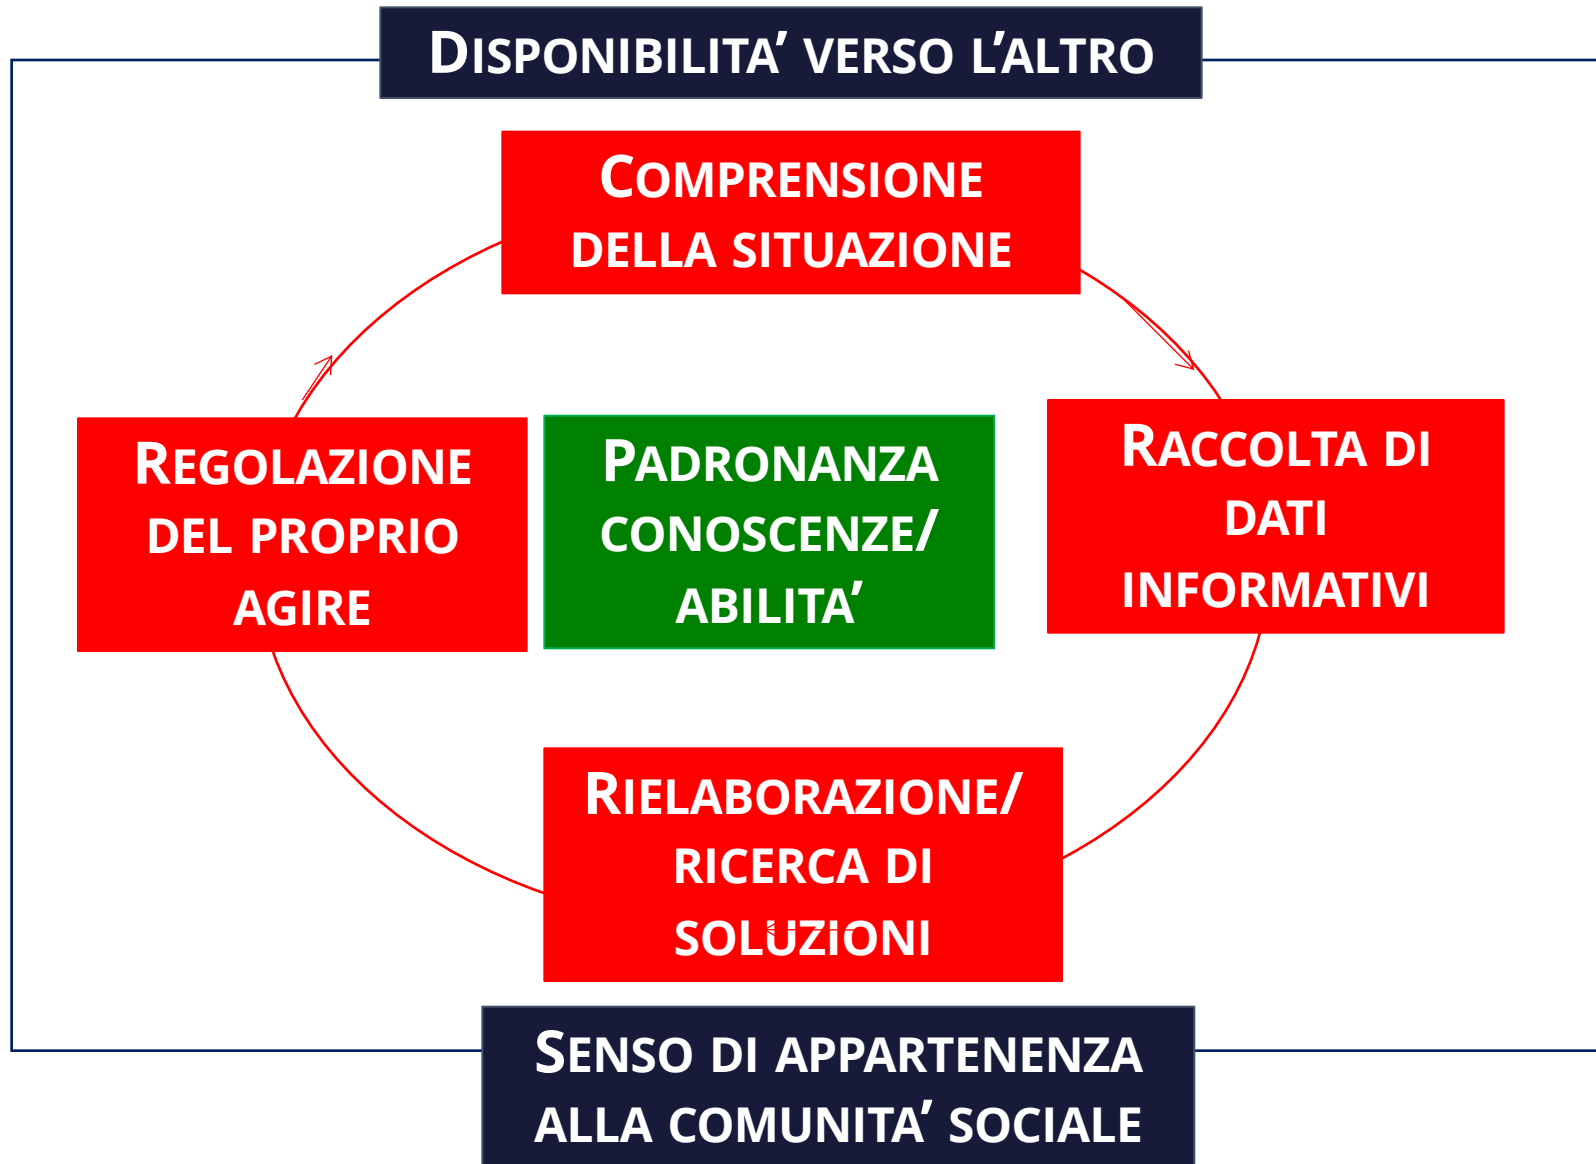 DISPONIBILITA’ VERSO L’ALTRO
COMPRENSIONE
DELLA SITUAZIONE
REGOLAZIONE
DEL PROPRIO
AGIRE
PADRONANZA
CONOSCENZE/
ABILITA’
RACCOLTA DI
DATI
INFORMATIVI
RIELABORAZIONE/
RICERCA DI
SOLUZIONI
SENSO DI APPARTENENZA
ALLA COMUNITA’ SOCIALE